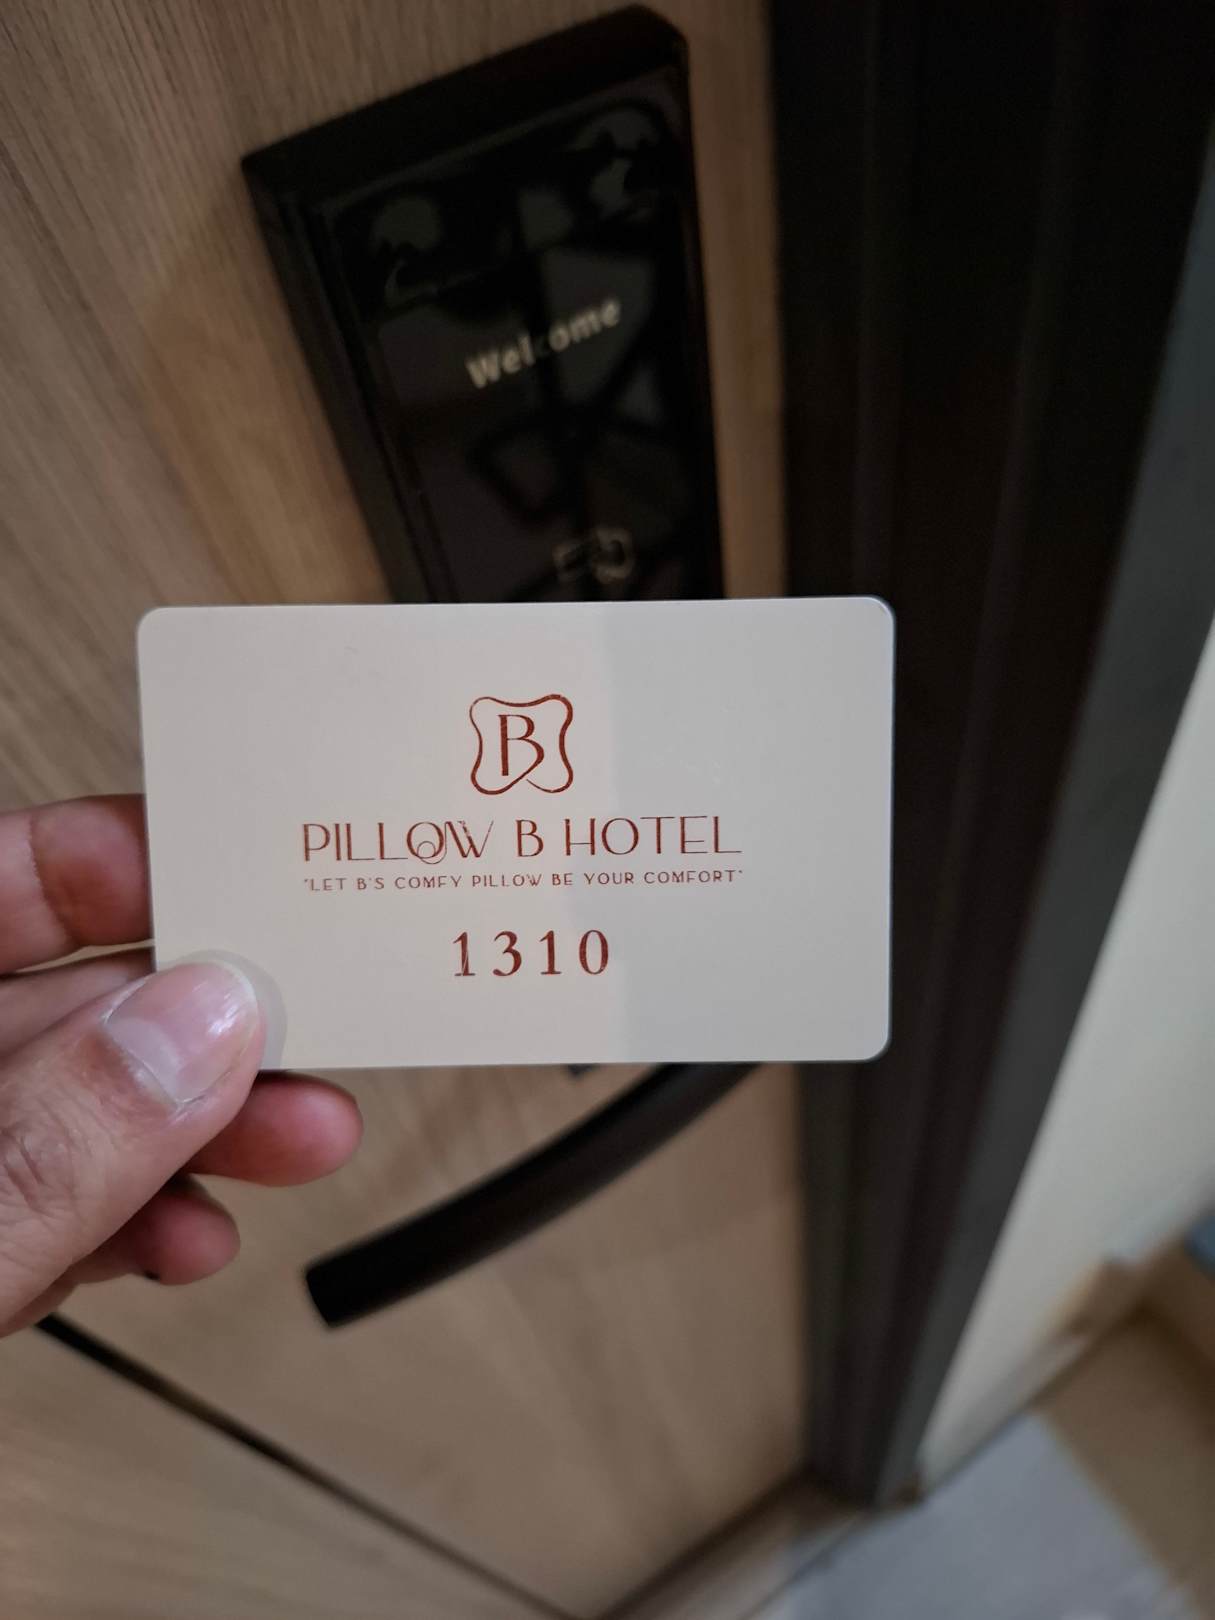 Welcome
B
PILLOW B HOTEL
"LET B'S COMFY PILLOW BE YOUR COMFORT"
1310